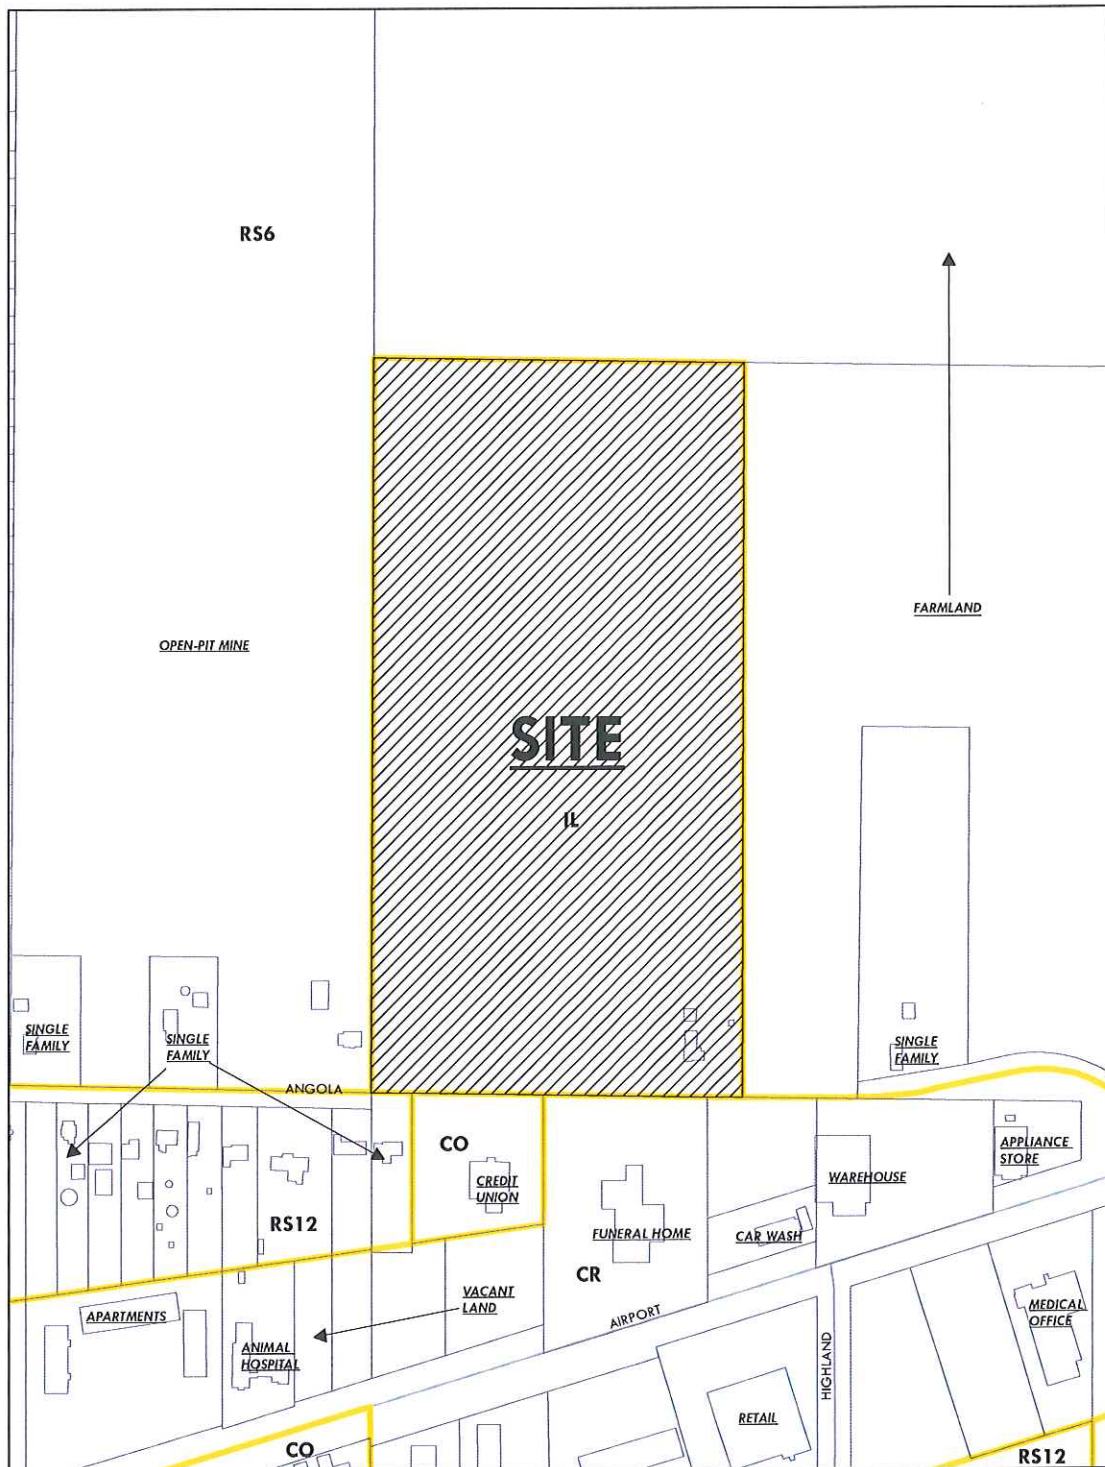 RS6
OPEN-PIT MINE
FARMLAND
SITE
IL
SINGLE
FAMILY
SINGLE
FAMILY
SINGLE
FAMILY
ANGOLA
CO
CREDIT
UNION
APPLIANCE
STORE
WAREHOUSE
RS12
FUNERAL HOME
CAR WASH
CR
VACANT
LAND
APARTMENTS
ANIMAL
HOSPITAL
AIRPORT
MEDICAL
OFFICE
HIGHLAND
RETAIL
CO
RS12